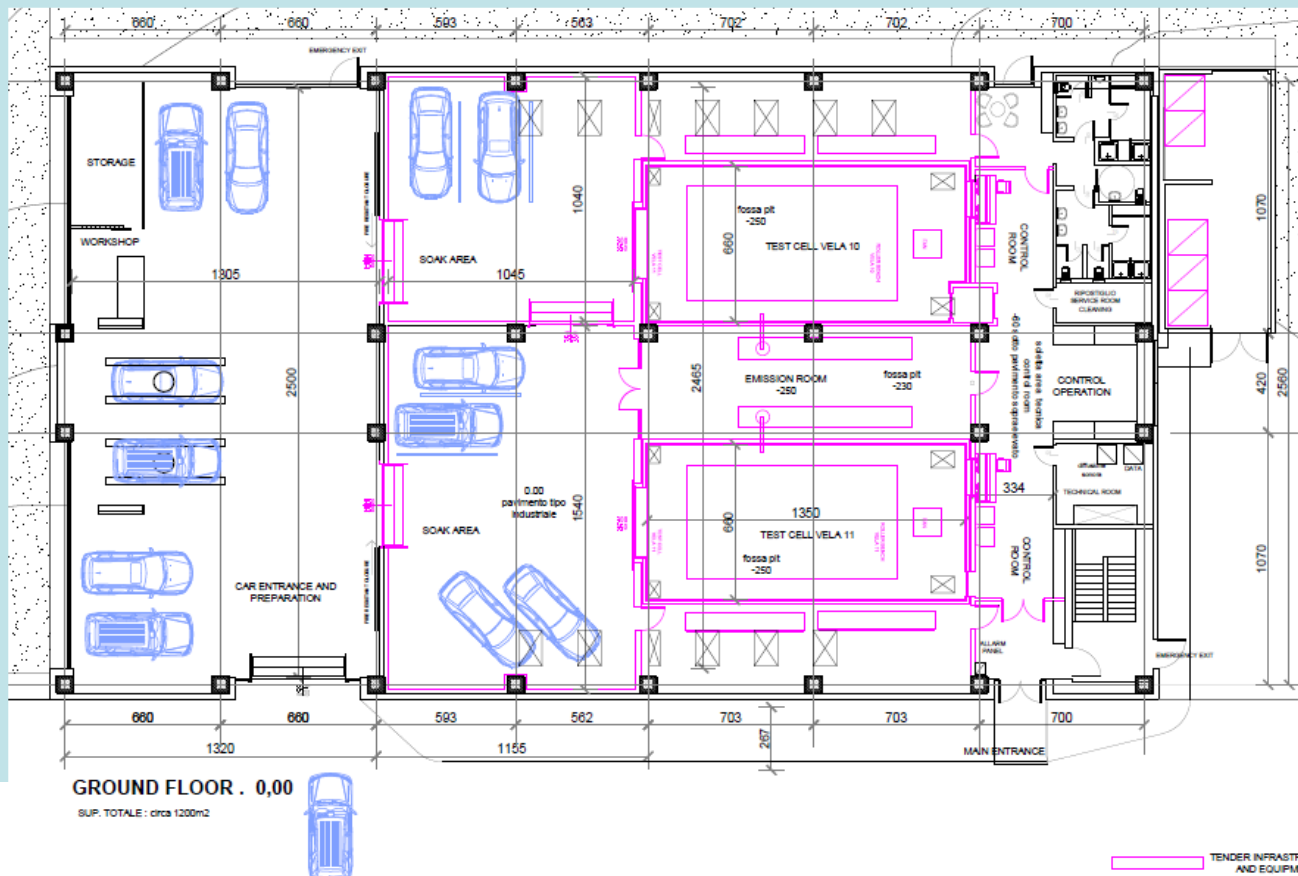 660
660
593
563
702
702
700
EMERGENCY EXIT
STORAGE
WORKSHOP
1305
2500
SOAK AREA
1045
1040
fossa pit
-250
660
TEST CELL VELA 10
CONTROL
ROOM
RIPOSTIGLIO
SERVICE ROOM
CLEANING
1070
2465
EMISSION ROOM
-250
fossa pit
-230
CONTROL
OPERATION
420
2560
0.00
pavimento tipo
industriale
1540
SOAK AREA
1350
660
TEST CELL VELA 11
fossa pit
-250
334
DATA
TECHNICAL ROOM
CONTROL
ROOM
1070
CAR ENTRANCE AND
PREPARATION
ALLARM
PANEL
EMERGENCY EXIT
660
660
593
562
703
703
700
1320
1155
267
MAIN ENTRANCE
GROUND FLOOR . 0,00
SUP. TOTALE : circa 1200m2
TENDER INFRASTR
AND EQUIPM